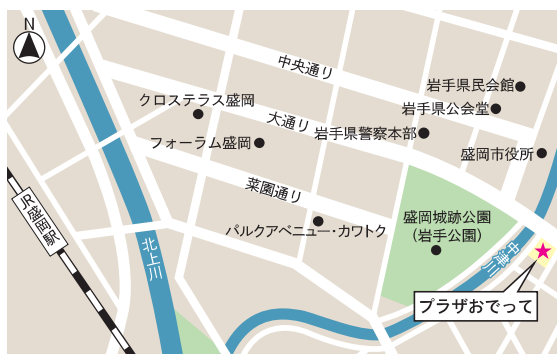 N
中央通り
岩手県民会館
クロステラス盛岡
大通り
岩手県公会堂
岩手県警察本部
フォーラム盛岡
盛岡市役所
菜園通り
JR盛岡駅
北上川
パルクアベニュー・カワトク
盛岡城跡公園
(岩手公園)
中津川
プラザおでって